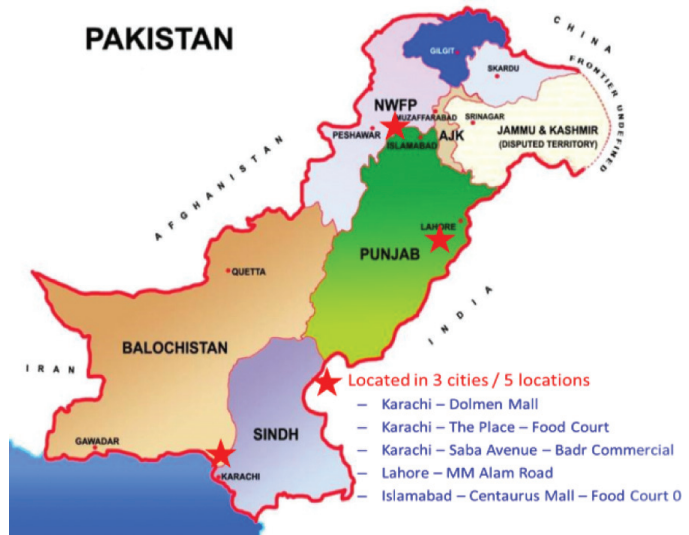 PAKISTAN
CHINA
GILGIT
SKARDU
FRONTIER UNDEFINED
NWFP
MUZAFFARABAD
SRINAGAR
PESHAWAR
AJK
JAMMU & KASHMIR
(DISPUTED TERRITORY)
ISLAMABAD
AFGHANISTAN
LAHORE
PUNJAB
QUETTA
INDIA
BALOCHISTAN
IRAN
Located in 3 cities / 5 locations
– Karachi – Dolmen Mall
– Karachi – The Place – Food Court
SINDH
– Karachi – Saba Avenue – Badr Commercial
GAWADAR
– Lahore – MM Alam Road
KARACHI
– Islamabad – Centaurus Mall – Food Court 0